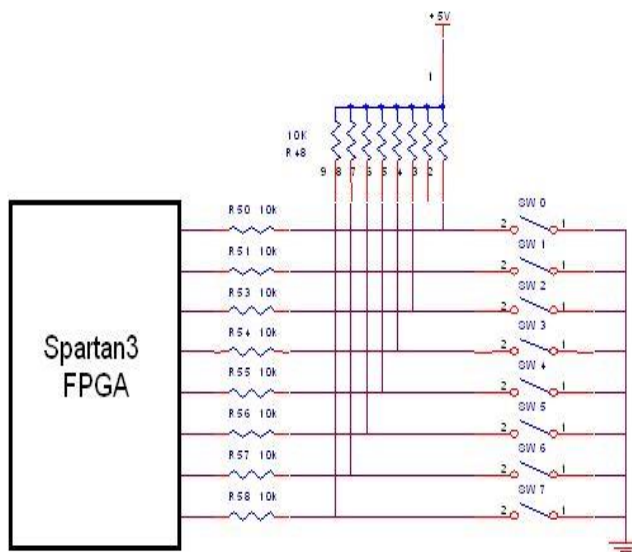 +5V
1
10K
R48
9 8 7 6 5 4 3 2
R50 10k
SW 0
2 1
R51 10k
SW 1
2 1
R53 10k
SW 2
2 1
R54 10k
SW 3
2 1
Spartan3
FPGA
R55 10k
SW 4
2 1
R56 10k
SW 5
2 1
R57 10k
SW 6
2 1
R58 10k
SW 7
2 1